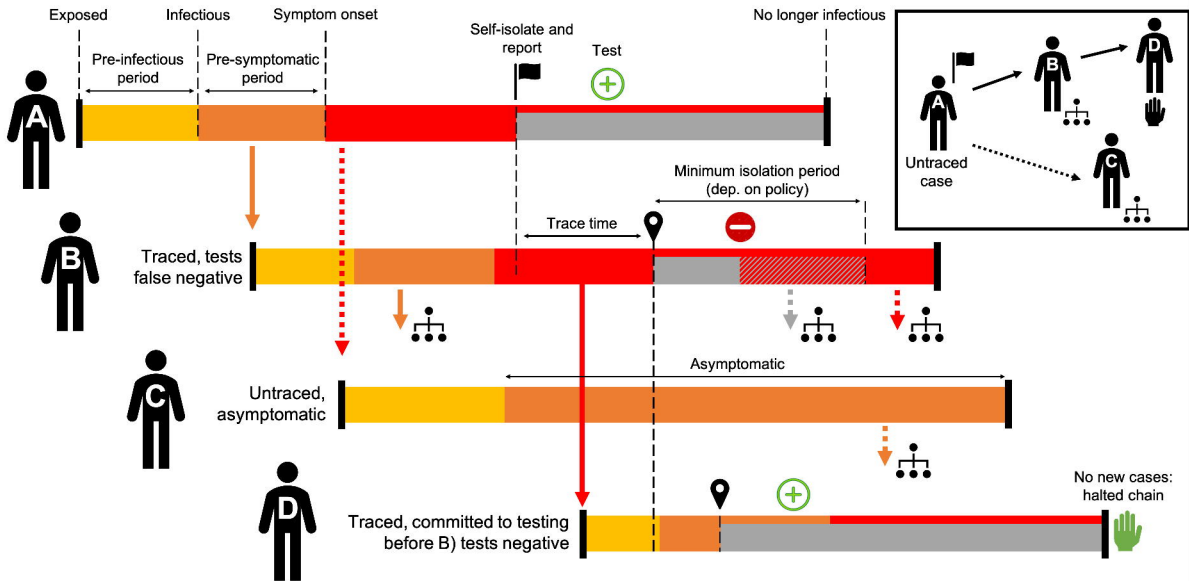 Exposed
Infectious
Symptom onset
Self-isolate and
report
Test
No longer infectious
Pre-infectious
period
Pre-symptomatic
period
A
A
Untraced
case
B
D
C
Minimum isolation period
(dep. on policy)
Trace time
B
Traced, tests
false negative
Asymptomatic
C
Untraced,
asymptomatic
D
Traced, committed to testing
before B) tests negative
No new cases:
halted chain